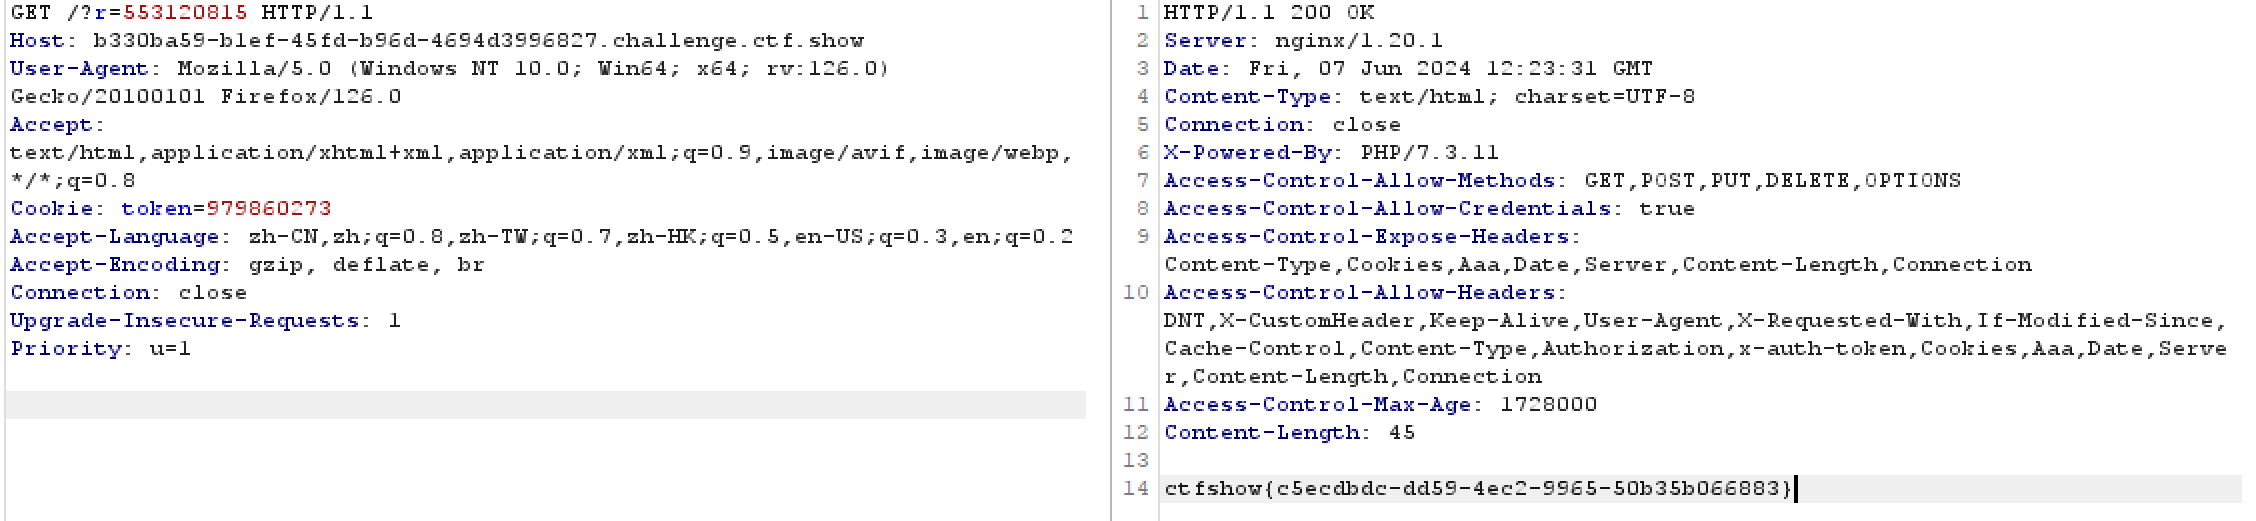 GET /?r=553120815 HTTP/1.1
Host: b330ba59-b1ef-45fd-b96d-4694d3996827.challenge.ctf.show
User-Agent: Mozilla/5.0 (Windows NT 10.0; Win64; x64; rv:126.0)
Gecko/20100101 Firefox/126.0
Accept:
text/html,application/xhtml+xml,application/xml;q=0.9,image/avif,image/webp,
*/*;q=0.8
Cookie: token=979860273
Accept-Language: zh-CN,zh;q=0.8,zh-TW;q=0.7,zh-HK;q=0.5,en-US;q=0.3,en;q=0.2
Accept-Encoding: gzip, deflate, br
Connection: close
Upgrade-Insecure-Requests: 1
Priority: u=1
1 HTTP/1.1 200 OK
2 Server: nginx/1.20.1
3 Date: Fri, 07 Jun 2024 12:23:31 GMT
4 Content-Type: text/html; charset=UTF-8
5 Connection: close
6 X-Powered-By: PHP/7.3.11
7 Access-Control-Allow-Methods: GET,POST,PUT,DELETE,OPTIONS
8 Access-Control-Allow-Credentials: true
9 Access-Control-Expose-Headers:
Content-Type,Cookies,Aaa,Date,Server,Content-Length,Connection
10 Access-Control-Allow-Headers:
DNT,X-CustomHeader,Keep-Alive,User-Agent,X-Requested-With,If-Modified-Since,
Cache-Control,Content-Type,Authorization,x-auth-token,Cookies,Aaa,Date,Serve
r,Content-Length,Connection
11 Access-Control-Max-Age: 1728000
12 Content-Length: 45
13
14 ctfshow{c5ecdbdc-dd59-4ec2-9965-50b35b066883}